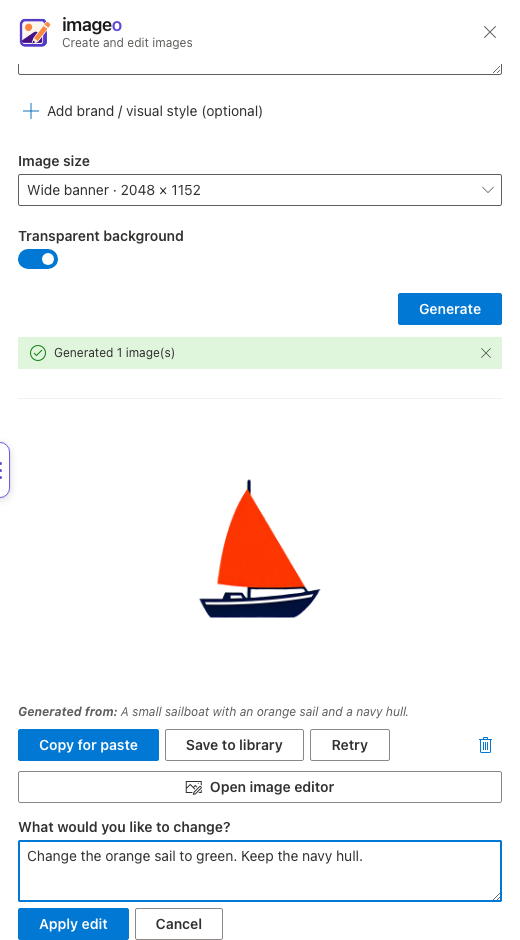 imageo
Create and edit images
Add brand / visual style (optional)
Image size
Wide banner · 2048 × 1152
Transparent background
Generate
Generated 1 image(s)
Generated from: A small sailboat with an orange sail and a navy hull.
Copy for paste
Save to library
Retry
Open image editor
What would you like to change?
Change the orange sail to green. Keep the navy hull.
Apply edit
Cancel